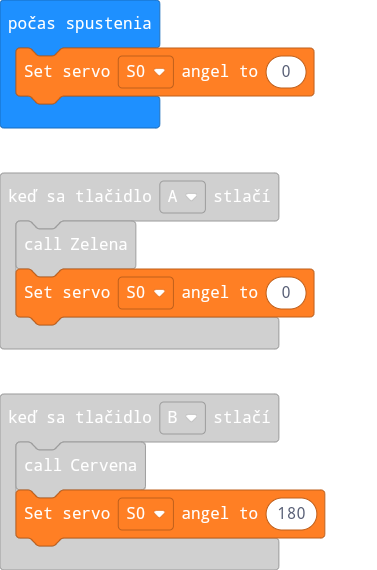 počas spustenia
Set servo S0 angel to 0
keď sa tlačidlo A stlačí
call Zelena
Set servo S0 angel to 0
keď sa tlačidlo B stlačí
call Cervena
Set servo S0 angel to 180